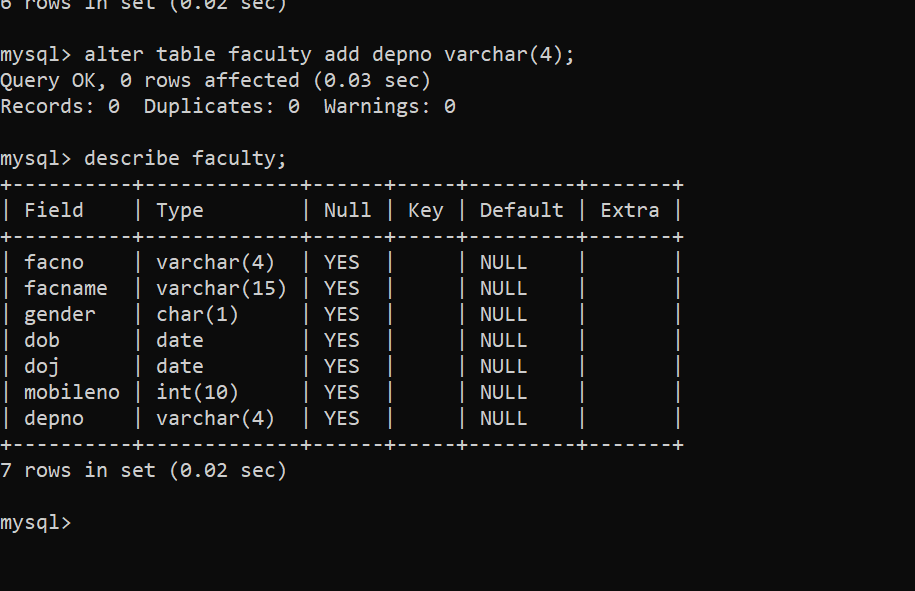 6 rows in set (0.02 sec)
mysql> alter table faculty add depno varchar(4);
Query OK, 0 rows affected (0.03 sec)
Records: 0  Duplicates: 0  Warnings: 0
mysql> describe faculty;
+----------+-------------+------+-----+---------+-------+
| Field    | Type        | Null | Key | Default | Extra |
+----------+-------------+------+-----+---------+-------+
| facno    | varchar(4)  | YES  |     | NULL    |       |
| facname  | varchar(15) | YES  |     | NULL    |       |
| gender   | char(1)     | YES  |     | NULL    |       |
| dob      | date        | YES  |     | NULL    |       |
| doj      | date        | YES  |     | NULL    |       |
| mobileno | int(10)     | YES  |     | NULL    |       |
| depno    | varchar(4)  | YES  |     | NULL    |       |
+----------+-------------+------+-----+---------+-------+
7 rows in set (0.02 sec)
mysql>